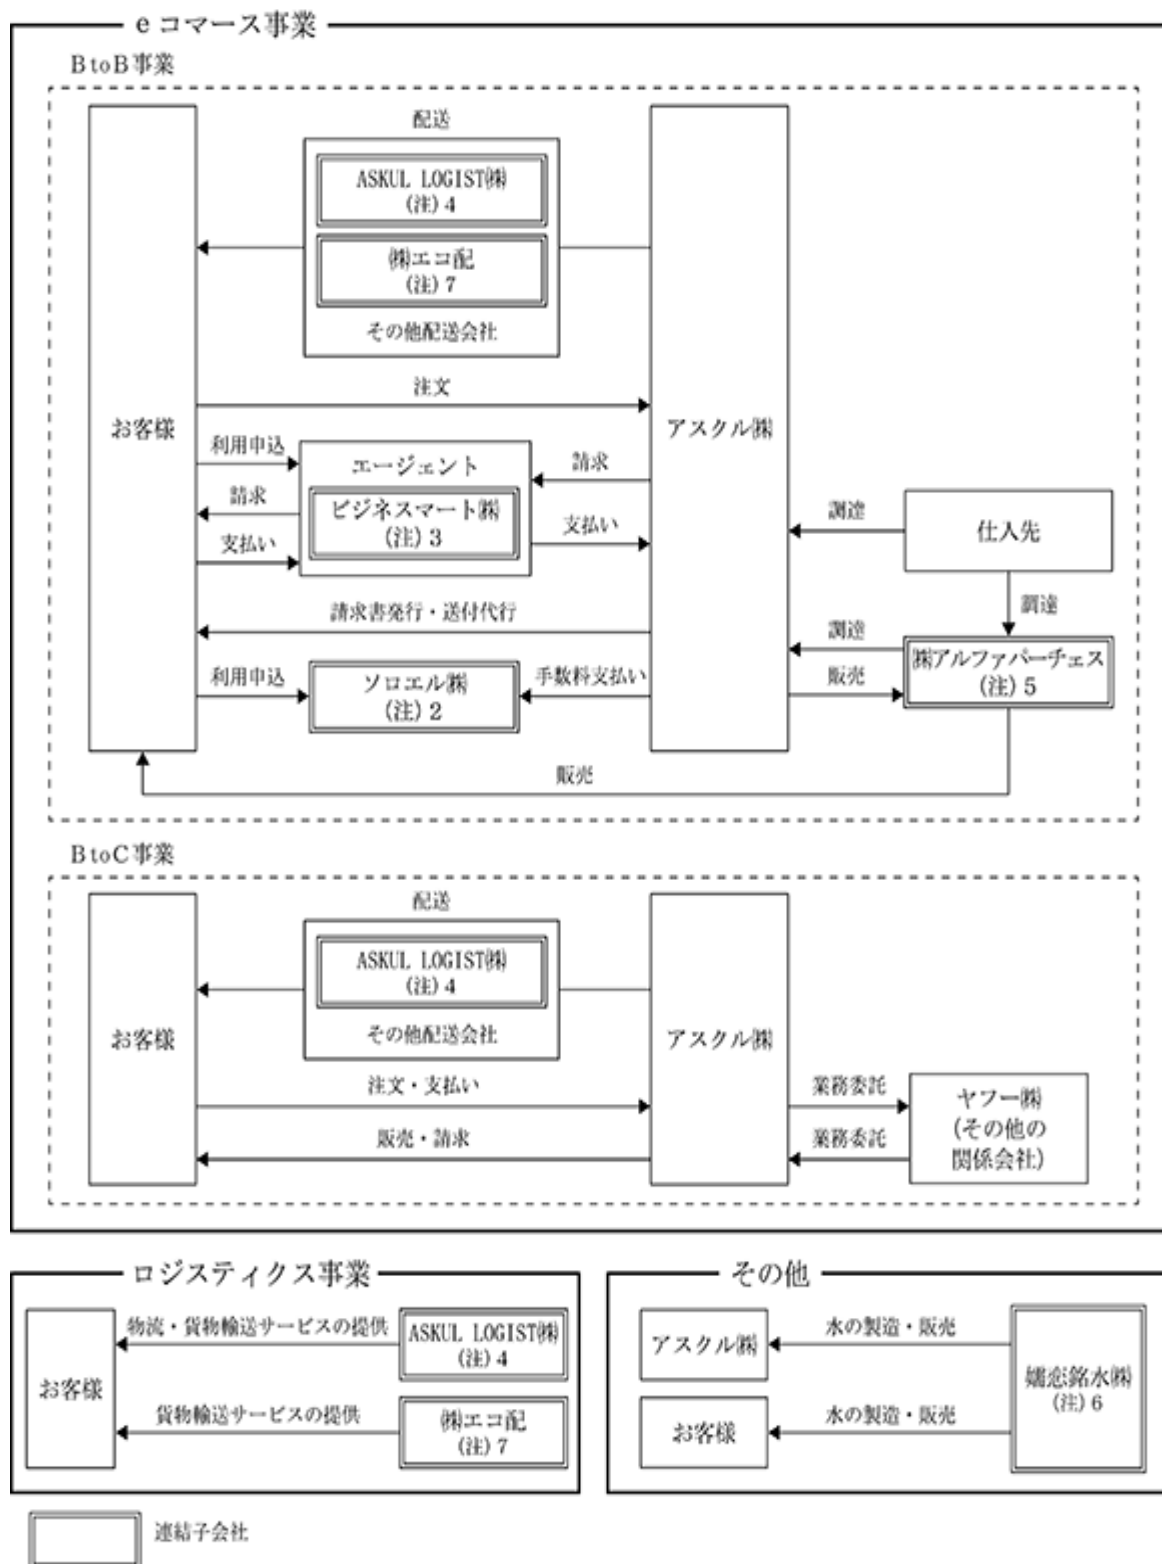 eコマース事業
BtoB事業
配送
ASKUL LOGIST㈱
(注) 4
㈱エコ配
(注) 7
その他配送会社
注文
お客様
アスクル㈱
利用申込
エージェント
請求
請求
ビジネスマート㈱
(注) 3
支払い
支払い
調達
仕入先
調達
請求書発行・送付代行
調達
㈱アルファパーチェス
(注) 5
販売
利用申込
ソロエル㈱
(注) 2
手数料支払い
販売
BtoC事業
配送
ASKUL LOGIST㈱
(注) 4
その他配送会社
お客様
アスクル㈱
注文・支払い
販売・請求
業務委託
業務委託
ヤフー㈱
(その他の
関係会社)
ロジスティクス事業
お客様
物流・貨物輸送サービスの提供
ASKUL LOGIST㈱
(注) 4
貨物輸送サービスの提供
㈱エコ配
(注) 7
その他
アスクル㈱
水の製造・販売
お客様
水の製造・販売
嬬恋銘水㈱
(注) 6
連結子会社